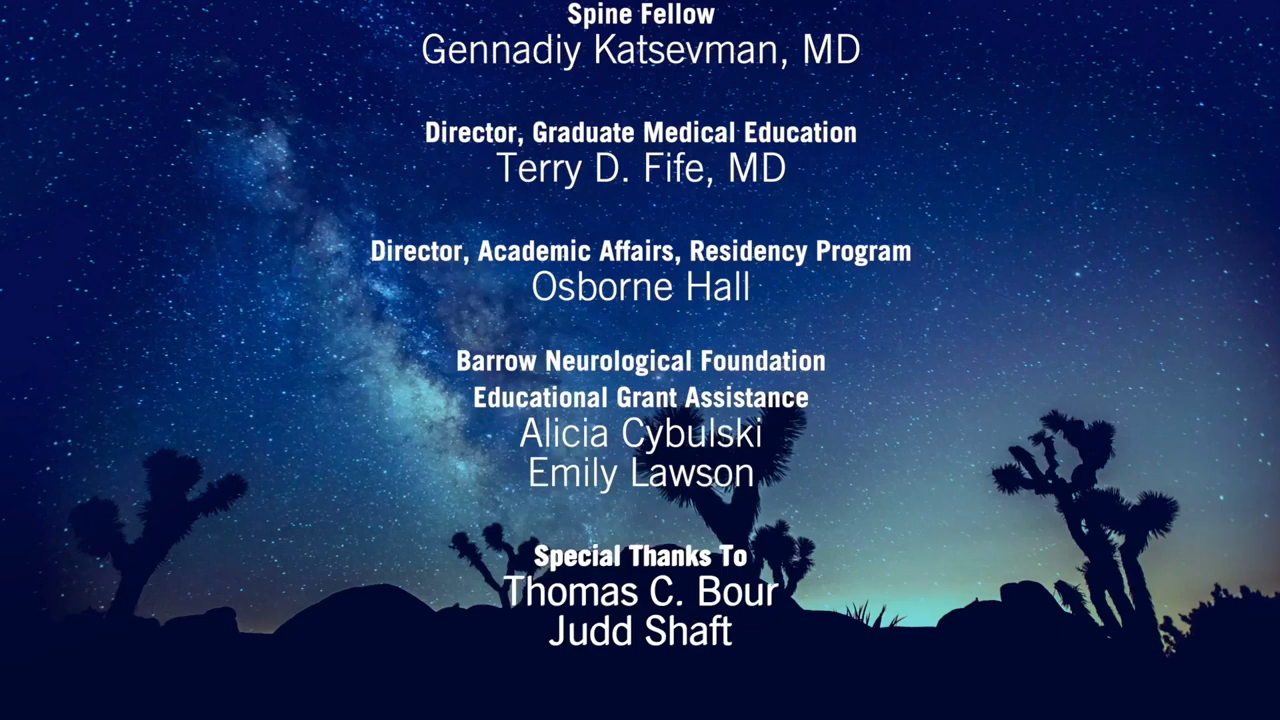 Spine Fellow
Gennadiy Katsevman, MD
Director, Graduate Medical Education
Terry D. Fife, MD
Director, Academic Affairs, Residency Program
Osborne Hall
Barrow Neurological Foundation
Educational Grant Assistance
Alicia Cybulski
Emily Lawson
Special Thanks To
Thomas C. Bour
Judd Shaft